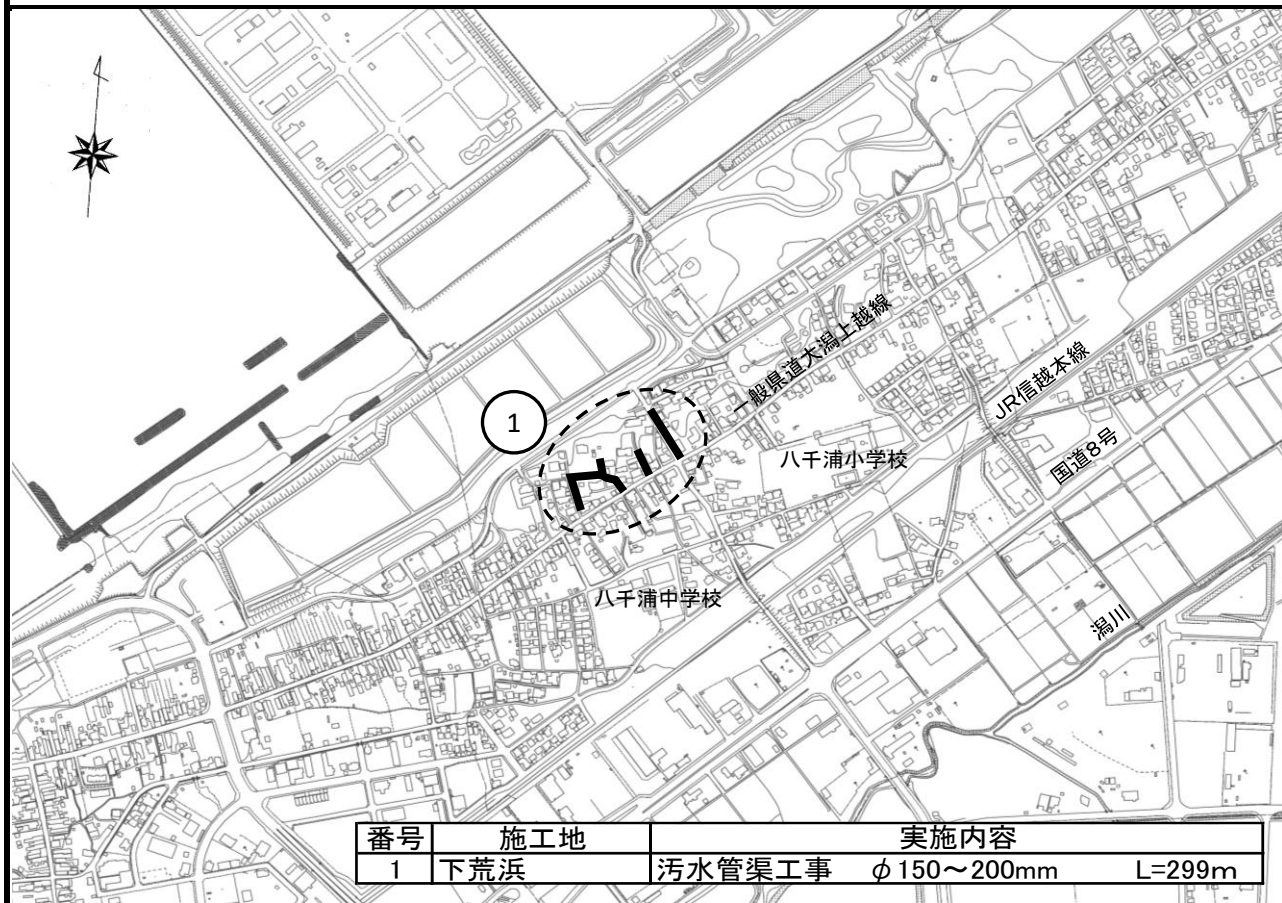 一般県道大潟上越線
JR信越本線
1
八千浦小学校
国道8号
八千浦中学校
潟川
番号 施工地 実施内容
1 下荒浜 汚水管渠工事 φ150~200mm L=299m